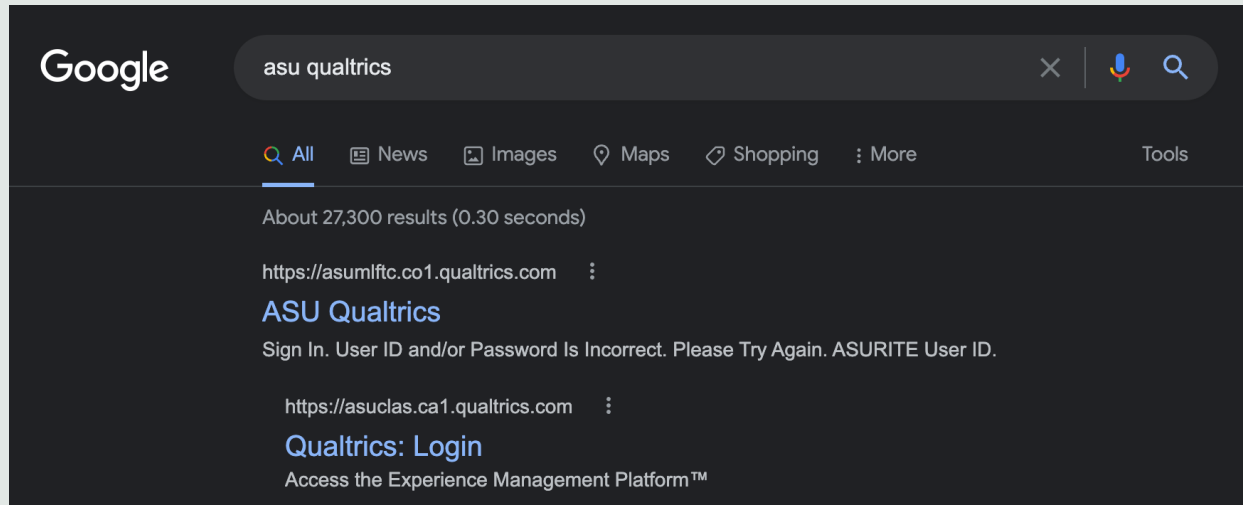 Google
asu qualtrics
All News Images Maps Shopping More Tools
About 27,300 results (0.30 seconds)
https://asumlftc.co1.qualtrics.com
ASU Qualtrics
Sign In. User ID and/or Password Is Incorrect. Please Try Again. ASURITE User ID.
https://asuclas.ca1.qualtrics.com
Qualtrics: Login
Access the Experience Management Platform™